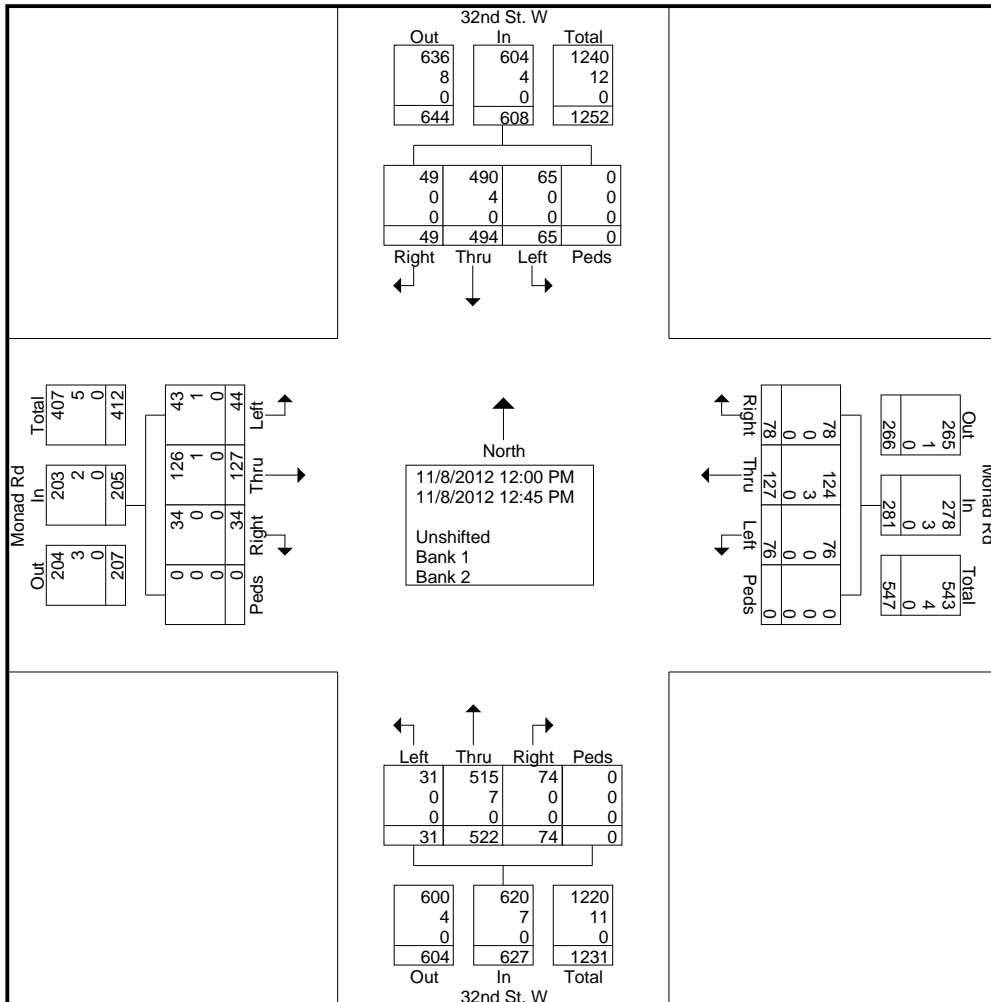 32nd St. W
Out In Total
636 604 1240
8 4 12
0 0 0
644 608 1252
49 490 65 0
0 4 0 0
0 0 0 0
49 494 65 0
Right Thru Left Peds
Monad Rd
Total
407 5 0 412
In
203 2 0 205
Out
204 3 0 207
43 1 0 44
Left
126 1 0 127
Thru
34 0 0 34
Right
0 0 0 0
Peds
North
11/8/2012 12:00 PM
11/8/2012 12:45 PM
Unshifted
Bank 1
Bank 2
Right
78 0 0 78
Thru
124 3 0 127
Left
76 0 0 76
Peds
0 0 0 0
Monad Rd
Out
265 1 0 266
In
278 3 0 281
Total
543 4 0 547
Left Thru Right Peds
31 515 74 0
0 7 0 0
0 0 0 0
31 522 74 0
600 620 1220
4 7 11
0 0 0
604 627 1231
Out In Total
32nd St. W